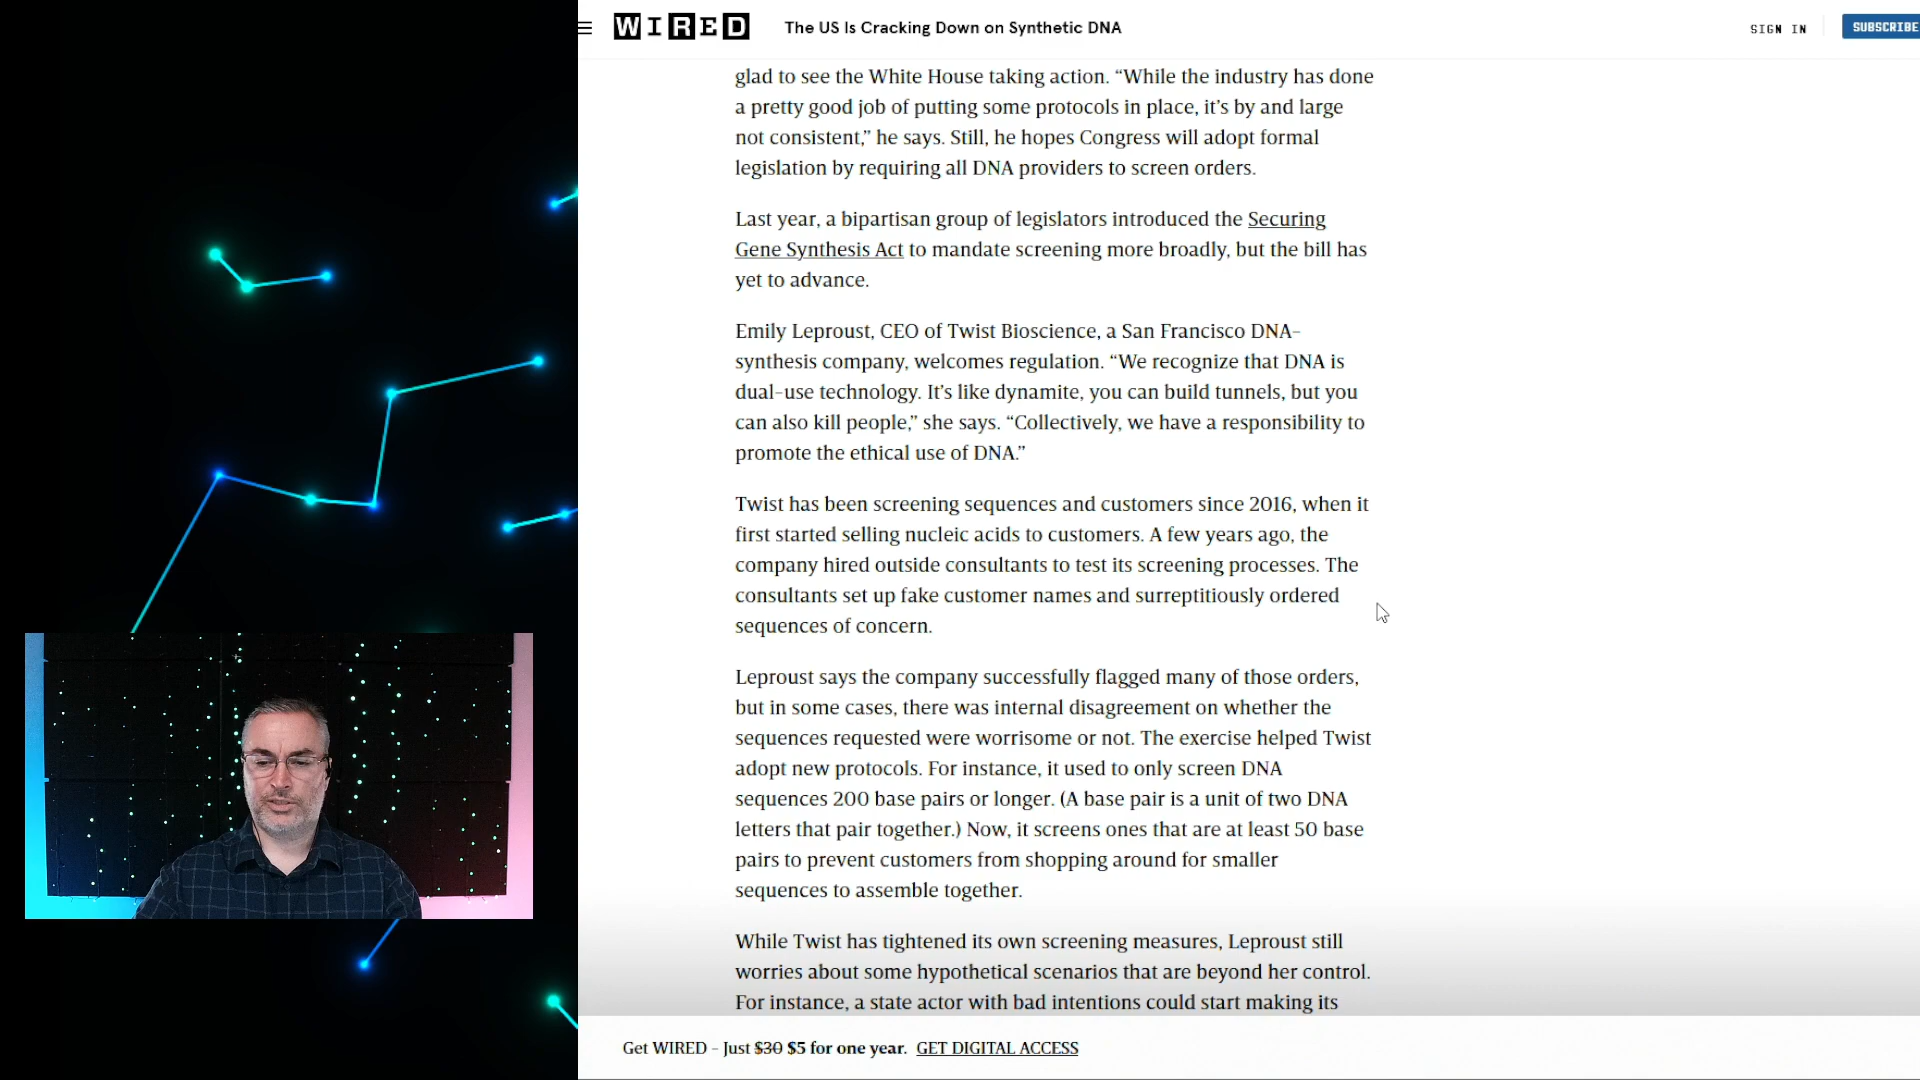 WIRED
The US Is Cracking Down on Synthetic DNA
SIGN IN
SUBSCRIBE
glad to see the White House taking action. “While the industry has done
a pretty good job of putting some protocols in place, it’s by and large
not consistent,” he says. Still, he hopes Congress will adopt formal
legislation by requiring all DNA providers to screen orders.
Last year, a bipartisan group of legislators introduced the Securing
Gene Synthesis Act to mandate screening more broadly, but the bill has
yet to advance.
Emily Leproust, CEO of Twist Bioscience, a San Francisco DNA-
synthesis company, welcomes regulation. “We recognize that DNA is
dual-use technology. It’s like dynamite, you can build tunnels, but you
can also kill people,” she says. “Collectively, we have a responsibility to
promote the ethical use of DNA.”
Twist has been screening sequences and customers since 2016, when it
first started selling nucleic acids to customers. A few years ago, the
company hired outside consultants to test its screening processes. The
consultants set up fake customer names and surreptitiously ordered
sequences of concern.
Leproust says the company successfully flagged many of those orders,
but in some cases, there was internal disagreement on whether the
sequences requested were worrisome or not. The exercise helped Twist
adopt new protocols. For instance, it used to only screen DNA
sequences 200 base pairs or longer. (A base pair is a unit of two DNA
letters that pair together.) Now, it screens ones that are at least 50 base
pairs to prevent customers from shopping around for smaller
sequences to assemble together.
While Twist has tightened its own screening measures, Leproust still
worries about some hypothetical scenarios that are beyond her control.
For instance, a state actor with bad intentions could start making its
Get WIRED - Just $30 $5 for one year. GET DIGITAL ACCESS